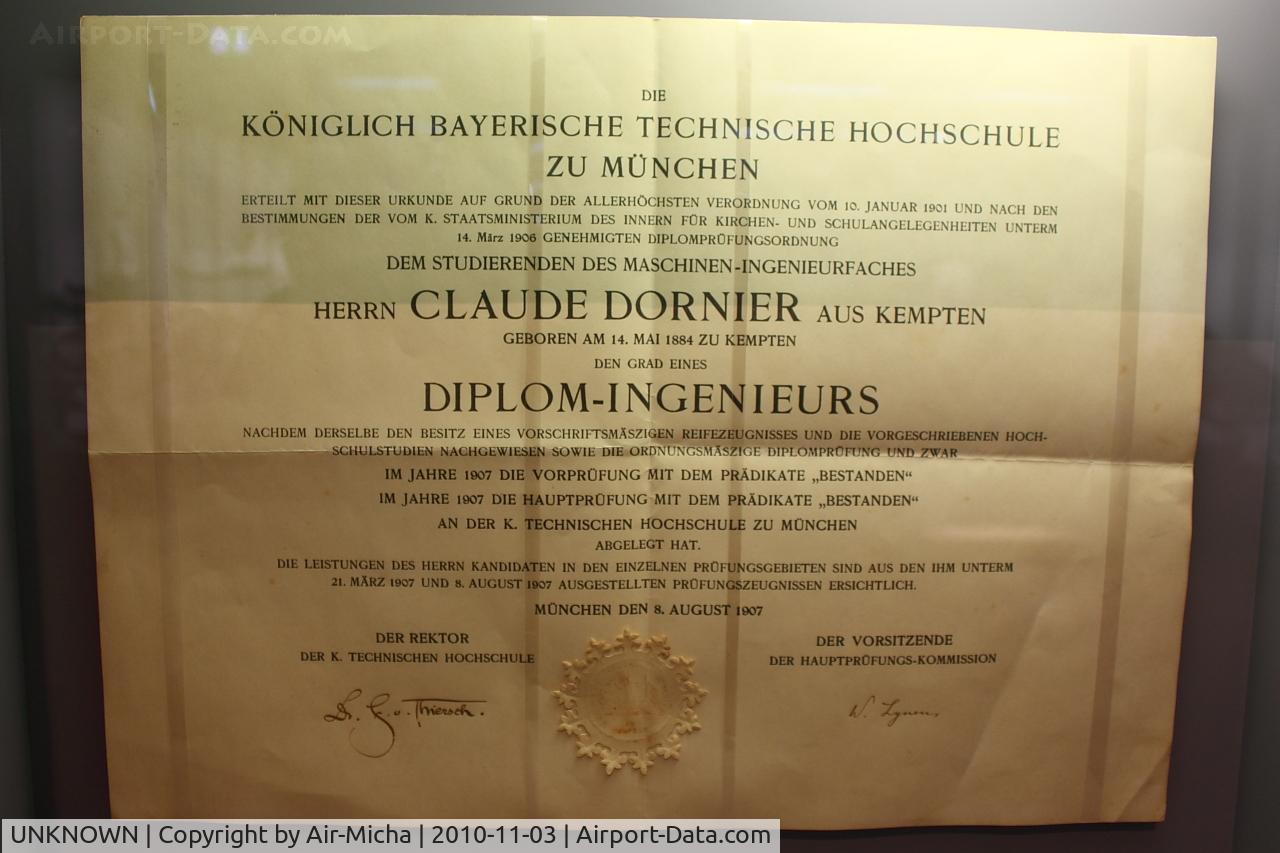 AIRPORT-DATA.COM
DIE
KÖNIGLICH BAYERISCHE TECHNISCHE HOCHSCHULE
ZU MÜNCHEN
ERTEILT MIT DIESER URKUNDE AUF GRUND DER ALLERHÖCHSTEN VERORDNUNG VOM 10. JANUAR 1901 UND NACH DEN
BESTIMMUNGEN DER VOM K. STAATSMINISTERIUM DES INNERN FÜR KIRCHEN- UND SCHULANGELEGENHEITEN UNTERM
14. März 1906 GENEHMIGTEN DIPLOMPRÜFUNGSORDNUNG
DEM STUDIERENDEN DES MASCHINEN-INGENIEURFACHES
HERRN CLAUDE DORNIER AUS KEMPTEN
GEBOREN AM 14. MAI 1884 ZU KEMPTEN
DEN GRAD EINES
DIPLOM-INGENIEURS
NACHDEM DERSELBE DEN BESITZ EINES VORSCHRIFTSMÄSZIGEN REIFEZEUGNISSES UND DIE VORGESCHRIEBENEN HOCH-
SCHULSTUDIEN NACHGEWIESEN SOWIE DIE ORDNUNGSMÄSZIGE DIPLOMPRÜFUNG UND ZWAR
IM JAHRE 1907 DIE VORPRÜFUNG MIT DEM PRÄDIKATE „BESTANDEN“
IM JAHRE 1907 DIE HAUPTPRÜFUNG MIT DEM PRÄDIKATE „BESTANDEN“
AN DER K. TECHNISCHEN HOCHSCHULE ZU MÜNCHEN
ABGELEGT HAT.
DIE LEISTUNGEN DES HERRN KANDIDATEN IN DEN EINZELNEN PRÜFUNGSGEBIETEN SIND AUS DEN IHM UNTERM
21. MÄRZ 1907 UND 8. AUGUST 1907 AUSGESTELLTEN PRÜFUNGSZEUGNISSEN ERSICHTLICH.
MÜNCHEN DEN 8. AUGUST 1907
DER REKTOR
DER K. TECHNISCHEN HOCHSCHULE
DER VORSITZENDE
DER HAUPTPRÜFUNGS-KOMMISSION
Dr. v. Thiersch.
W. Lynen,
UNKNOWN | Copyright by Air-Micha | 2010-11-03 | Airport-Data.com